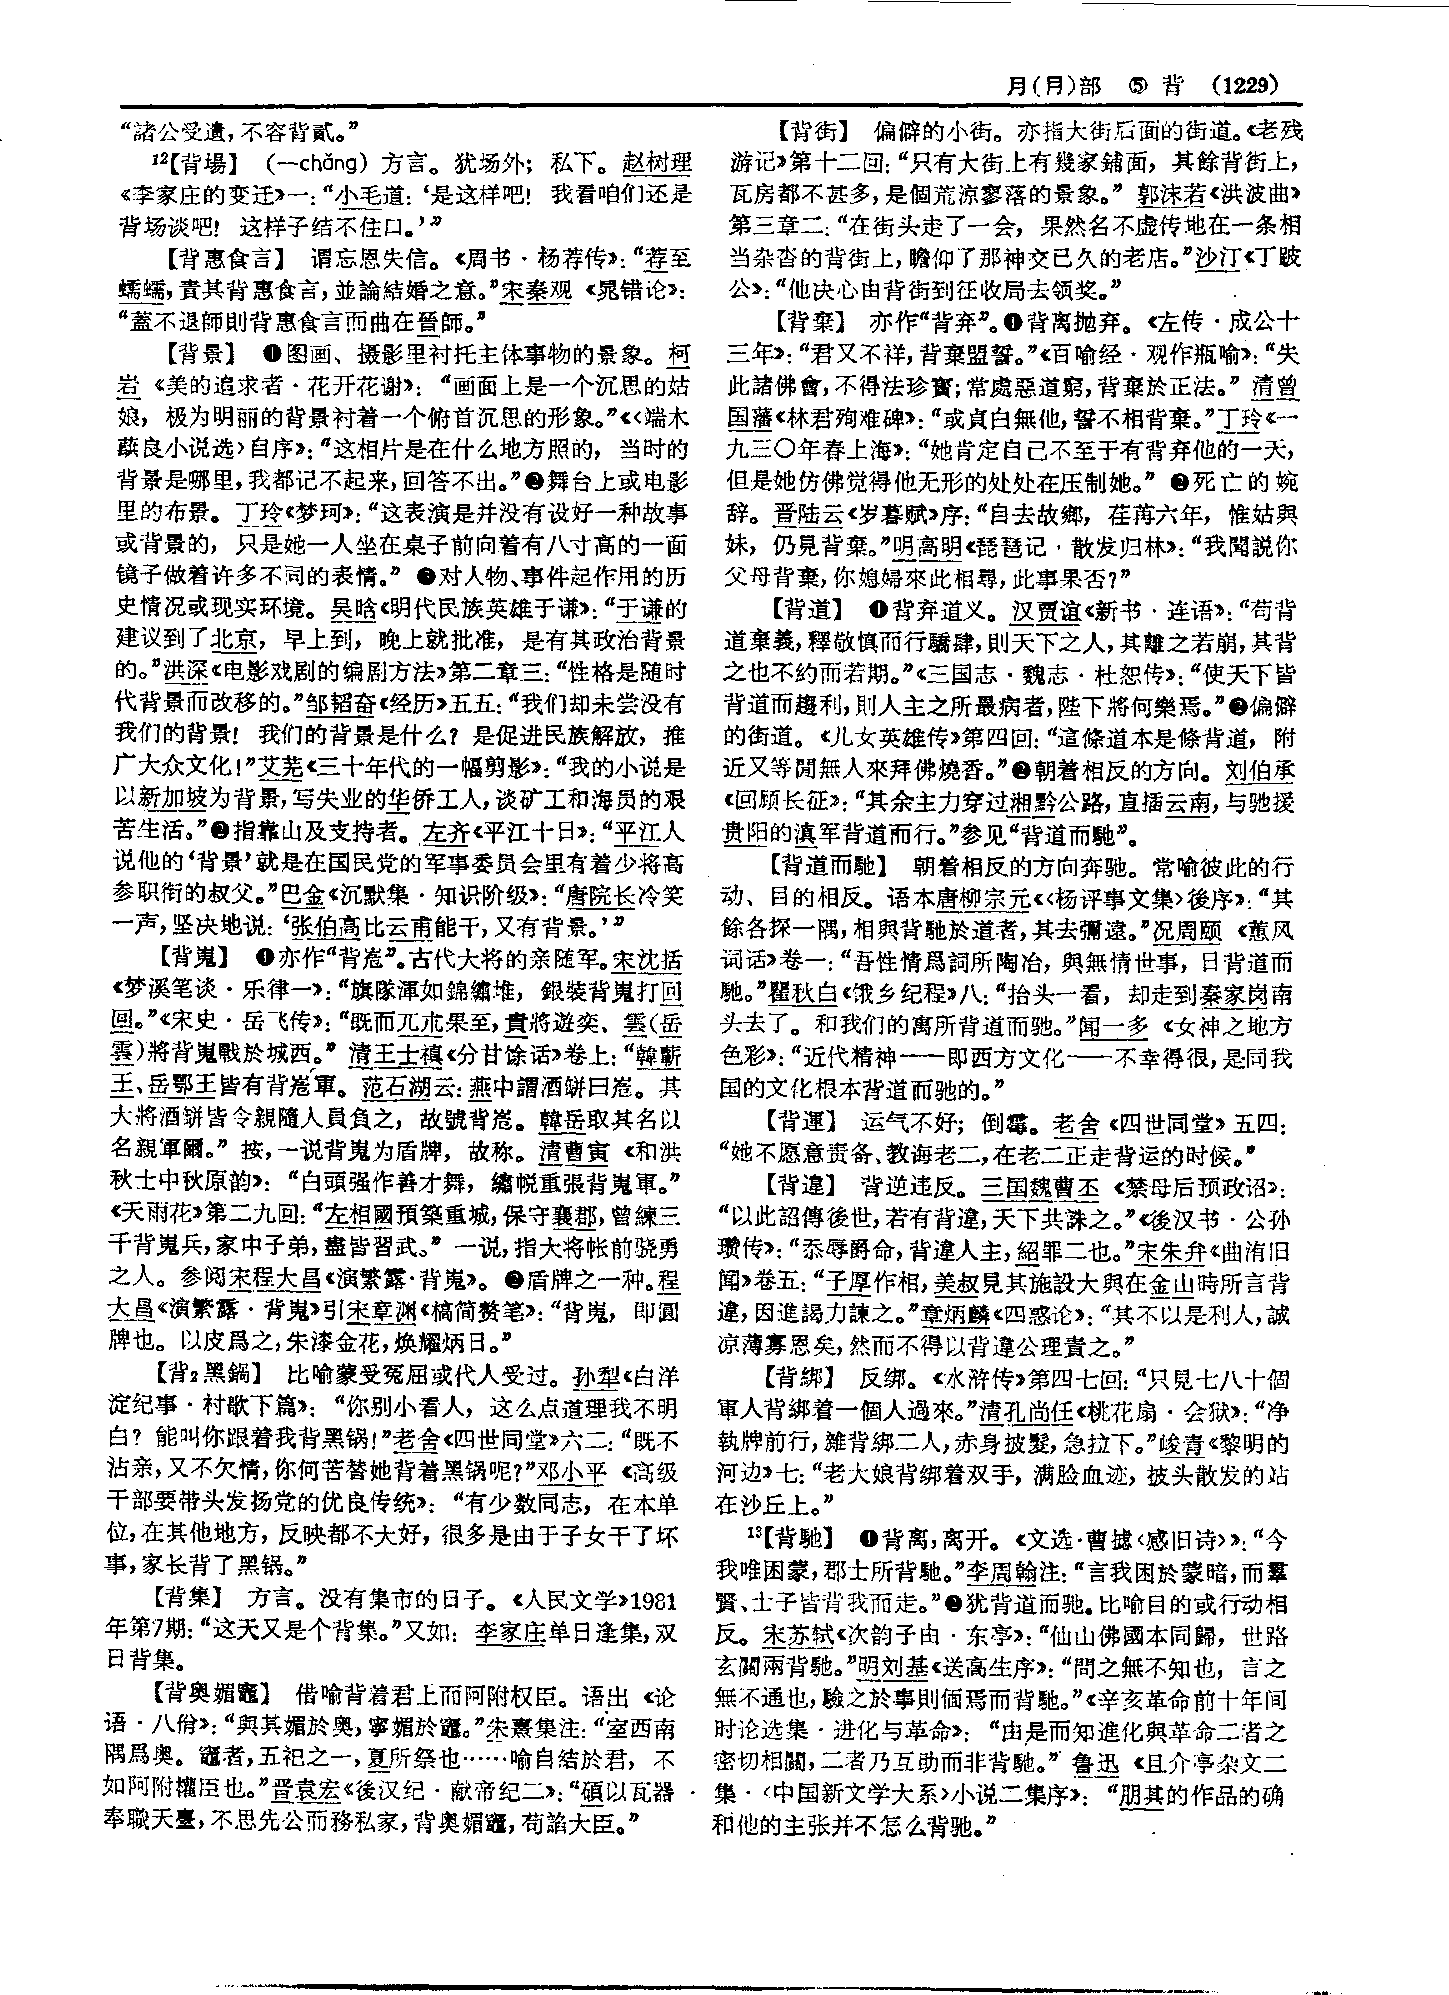 月(⺼)部 ⑤ 背 (1229)
“諸公受遺,不容背貳。”
¹²【背場】 (—chǎng) 方言。犹场外；私下。赵树理
《李家庄的变迁》一：“小毛道：‘是这样吧! 我看咱们还是
背场谈吧! 这样子结不住口。’”
【背惠食言】 谓忘恩失信。《周书·杨荐传》：“荐至
蠕蠕,責其背惠食言,並論結婚之意。”宋秦观《晁错论》：
“蓋不退師則背惠食言而曲在晉師。”
【背景】 ❶图画、摄影里衬托主体事物的景象。柯
岩《美的追求者·花开花谢》：“画面上是一个沉思的姑
娘，极为明丽的背景衬着一个俯首沉思的形象。”《〈端木
蕻良小说选〉自序》：“这相片是在什么地方照的，当时的
背景是哪里,我都记不起来,回答不出。”❷舞台上或电影
里的布景。丁玲《梦珂》：“这表演是并没有设好一种故事
或背景的，只是她一人坐在桌子前向着有八寸高的一面
镜子做着许多不同的表情。” ❸对人物、事件起作用的历
史情况或现实环境。吴晗《明代民族英雄于谦》：“于谦的
建议到了北京，早上到，晚上就批准，是有其政治背景
的。”洪深《电影戏剧的编剧方法》第二章三：“性格是随时
代背景而改移的。”邹韬奋《经历》五五：“我们却未尝没有
我们的背景! 我们的背景是什么? 是促进民族解放，推
广大众文化!”艾芜《三十年代的一幅剪影》：“我的小说是
以新加坡为背景,写失业的华侨工人,谈矿工和海员的艰
苦生活。”❹指靠山及支持者。左齐《平江十日》：“平江人
说他的‘背景’就是在国民党的军事委员会里有着少将高
参职衔的叔父。”巴金《沉默集·知识阶级》：“唐院长冷笑
一声,坚决地说：‘张伯高比云甫能干,又有背景。’”
【背嵬】 ❶亦作“背峞”。古代大将的亲随军。宋沈括
《梦溪笔谈·乐律一》：“旗隊渾如錦繡堆，銀裝背嵬打回
回。”《宋史·岳飞传》：“既而兀朮果至,貴將遊奕、雲(岳
雲)將背嵬戰於城西。” 清王士禛《分甘馀话》卷上：“韓蘄
王、岳鄂王皆有背峞軍。范石湖云：燕中謂酒缾曰峞。其
大將酒缾皆令親隨人員負之，故號背峞。韓岳取其名以
名親軍爾。” 按,一说背嵬为盾牌，故称。清曹寅《和洪
秋士中秋原韵》：“白頭强作善才舞，繡帨重張背嵬軍。”
《天雨花》第二九回：“左相國預築重城,保守襄郡,曾練三
千背嵬兵,家中子弟,盡皆習武。” 一说,指大将帐前骁勇
之人。参阅宋程大昌《演繁露·背嵬》。❷盾牌之一种。程
大昌《演繁露·背嵬》引宋章渊《槁简赘笔》：“背嵬，即圓
牌也。以皮爲之,朱漆金花,焕耀炳日。”
【背₂黑鍋】 比喻蒙受冤屈或代人受过。孙犁《白洋
淀纪事·村歌下篇》：“你别小看人，这么点道理我不明
白? 能叫你跟着我背黑锅!”老舍《四世同堂》六二：“既不
沾亲,又不欠情,你何苦替她背着黑锅呢?”邓小平《高级
干部要带头发扬党的优良传统》：“有少数同志，在本单
位,在其他地方，反映都不大好，很多是由于子女干了坏
事,家长背了黑锅。”
【背集】 方言。没有集市的日子。《人民文学》1981
年第7期：“这天又是个背集。”又如：李家庄单日逢集,双
日背集。
【背奥媚竈】 借喻背着君上而阿附权臣。语出《论
语·八佾》：“與其媚於奥,寧媚於竈。”朱熹集注：“室西南
隅爲奥。竈者,五祀之一,夏所祭也……喻自結於君，不
如阿附權臣也。”晋袁宏《後汉纪·献帝纪二》：“碩以瓦器
奉職天臺,不思先公而務私家,背奥媚竈,苟諂大臣。”
【背街】 偏僻的小街。亦指大街后面的街道。《老残
游记》第十二回：“只有大街上有幾家鋪面，其餘背街上，
瓦房都不甚多,是個荒涼寥落的景象。” 郭沫若《洪波曲》
第三章二：“在街头走了一会，果然名不虚传地在一条相
当杂沓的背街上,瞻仰了那神交已久的老店。”沙汀《丁跛
公》：“他决心由背街到征收局去领奖。”
【背棄】 亦作“背弃”。❶背离抛弃。《左传·成公十
三年》：“君又不祥,背棄盟誓。”《百喻经·观作瓶喻》：“失
此諸佛會,不得法珍寶;常處惡道窮,背棄於正法。” 清曾
国藩《林君殉难碑》：“或貞白無他,誓不相背棄。”丁玲《一
九三〇年春上海》：“她肯定自己不至于有背弃他的一天，
但是她仿佛觉得他无形的处处在压制她。” ❷死亡的婉
辞。晋陆云《岁暮赋》序：“自去故鄉，荏苒六年，惟姑與
妹，仍見背棄。”明高明《琵琶记·散发归林》：“我聞説你
父母背棄,你媳婦來此相尋,此事果否?”
【背道】 ❶背弃道义。汉贾谊《新书·连语》：“苟背
道棄義,釋敬慎而行驕肆,則天下之人,其離之若崩,其背
之也不約而若期。”《三国志·魏志·杜恕传》：“使天下皆
背道而趨利,則人主之所最病者,陛下將何樂焉。”❷偏僻
的街道。《儿女英雄传》第四回：“這條道本是條背道，附
近又等閒無人來拜佛燒香。”❸朝着相反的方向。刘伯承
《回顾长征》：“其余主力穿过湘黔公路,直插云南,与驰援
贵阳的滇军背道而行。”参见“背道而馳”。
【背道而馳】 朝着相反的方向奔驰。常喻彼此的行
动、目的相反。语本唐柳宗元《〈杨评事文集〉後序》：“其
餘各探一隅,相與背馳於道者,其去彌遠。”况周颐《蕙风
词话》卷一：“吾性情爲詞所陶冶，與無情世事，日背道而
馳。”瞿秋白《饿乡纪程》八：“抬头一看，却走到秦家岗南
头去了。和我们的寓所背道而驰。”闻一多《女神之地方
色彩》：“近代精神——即西方文化——不幸得很,是同我
国的文化根本背道而驰的。”
【背運】 运气不好；倒霉。老舍《四世同堂》五四：
“她不愿意责备、教诲老二,在老二正走背运的时候。”
【背違】 背逆违反。三国魏曹丕《禁母后预政诏》：
“以此詔傳後世,若有背違,天下共誅之。”《後汉书·公孙
瓒传》：“忝辱爵命,背違人主,紹罪二也。”宋朱弁《曲洧旧
闻》卷五：“子厚作相,美叔見其施設大與在金山時所言背
違,因進謁力諫之。”章炳麟《四惑论》：“其不以是利人,誠
凉薄寡恩矣,然而不得以背違公理責之。”
【背綁】 反绑。《水浒传》第四七回：“只見七八十個
軍人背綁着一個人過來。”清孔尚任《桃花扇·会狱》：“净
執牌前行,雜背綁二人,赤身披髮,急拉下。”峻青《黎明的
河边》七：“老大娘背绑着双手，满脸血迹，披头散发的站
在沙丘上。”
¹³【背馳】 ❶背离,离开。《文选·曹摅〈感旧诗〉》：“今
我唯困蒙,郡士所背馳。”李周翰注：“言我困於蒙暗,而羣
賢、士子皆背我而走。”❷犹背道而驰。比喻目的或行动相
反。宋苏轼《次韵子由·东亭》：“仙山佛國本同歸，世路
玄關兩背馳。”明刘基《送高生序》：“問之無不知也，言之
無不通也,驗之於事則偭焉而背馳。”《辛亥革命前十年间
时论选集·进化与革命》：“由是而知進化與革命二者之
密切相關,二者乃互助而非背馳。” 鲁迅《且介亭杂文二
集·〈中国新文学大系〉小说二集序》：“朋其的作品的确
和他的主张并不怎么背驰。”